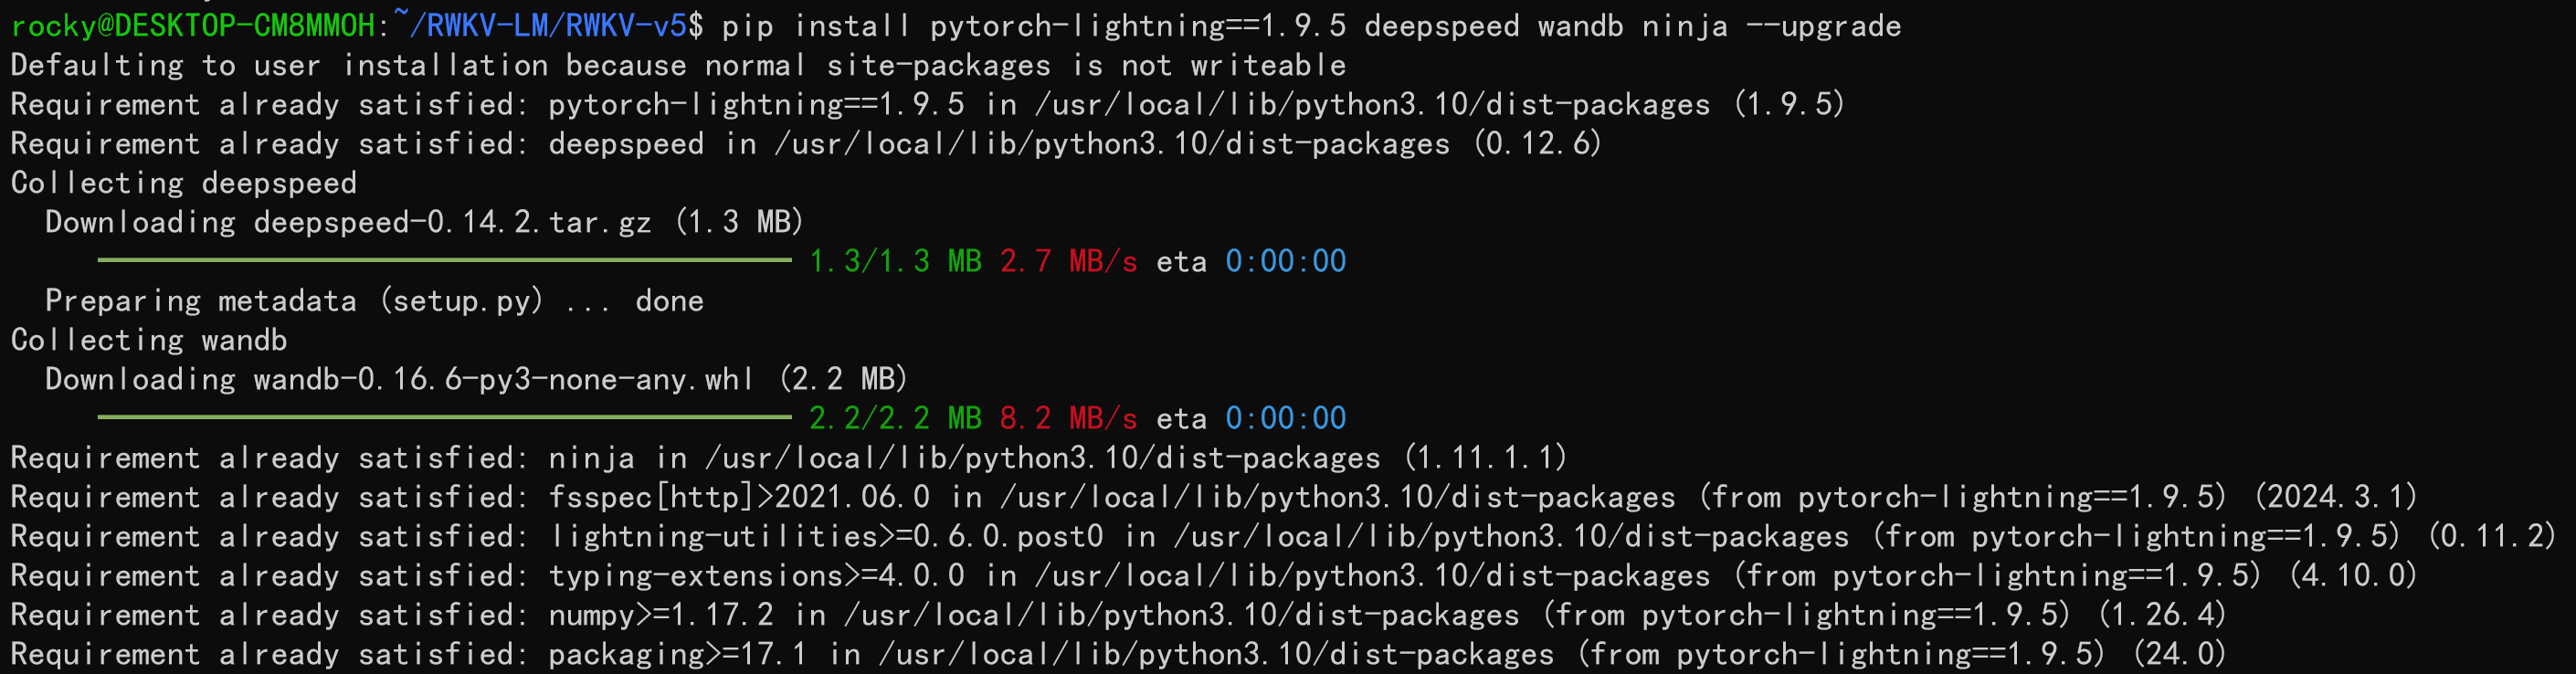 rocky@DESKTOP-CM8MMOH:~/RWKV-LM/RWKV-v5$ pip install pytorch-lightning==1.9.5 deepspeed wandb ninja --upgrade
Defaulting to user installation because normal site-packages is not writeable
Requirement already satisfied: pytorch-lightning==1.9.5 in /usr/local/lib/python3.10/dist-packages (1.9.5)
Requirement already satisfied: deepspeed in /usr/local/lib/python3.10/dist-packages (0.12.6)
Collecting deepspeed
  Downloading deepspeed-0.14.2.tar.gz (1.3 MB)
1.3/1.3 MB 2.7 MB/s eta 0:00:00
  Preparing metadata (setup.py) ... done
Collecting wandb
  Downloading wandb-0.16.6-py3-none-any.whl (2.2 MB)
2.2/2.2 MB 8.2 MB/s eta 0:00:00
Requirement already satisfied: ninja in /usr/local/lib/python3.10/dist-packages (1.11.1.1)
Requirement already satisfied: fsspec[http]>2021.06.0 in /usr/local/lib/python3.10/dist-packages (from pytorch-lightning==1.9.5) (2024.3.1)
Requirement already satisfied: lightning-utilities>=0.6.0.post0 in /usr/local/lib/python3.10/dist-packages (from pytorch-lightning==1.9.5) (0.11.2)
Requirement already satisfied: typing-extensions>=4.0.0 in /usr/local/lib/python3.10/dist-packages (from pytorch-lightning==1.9.5) (4.10.0)
Requirement already satisfied: numpy>=1.17.2 in /usr/local/lib/python3.10/dist-packages (from pytorch-lightning==1.9.5) (1.26.4)
Requirement already satisfied: packaging>=17.1 in /usr/local/lib/python3.10/dist-packages (from pytorch-lightning==1.9.5) (24.0)